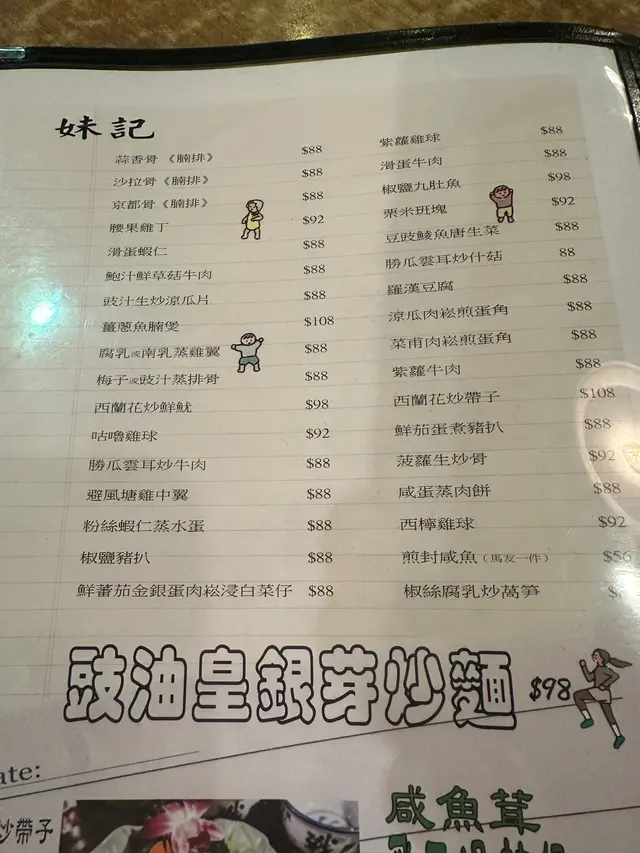 妹記
蒜香骨《腩排》 $88
沙拉骨《腩排》 $88
京都骨《腩排》 $88
腰果雞丁 $92
滑蛋蝦仁 $88
鮑汁鮮草菇牛肉 $88
豉汁生炒涼瓜片 $88
薑蔥魚腩煲 $108
腐乳或南乳蒸雞翼 $88
梅子或豉汁蒸排骨 $88
西蘭花炒鮮魷 $98
咕嚕雞球 $92
勝瓜雲耳炒牛肉 $88
避風塘雞中翼 $88
粉絲蝦仁蒸水蛋 $88
椒鹽豬扒 $88
鮮蕃茄金銀蛋肉崧浸白菜仔 $88
紫蘿雞球 $88
滑蛋牛肉 $88
椒鹽九肚魚 $98
栗米班塊 $92
豆豉鯪魚唐生菜 $88
勝瓜雲耳炒什菇 88
羅漢豆腐 $88
涼瓜肉崧煎蛋角 $88
菜甫肉崧煎蛋角 $88
紫蘿牛肉 $88
西蘭花炒帶子 $108
鮮茄蛋煮豬扒 $88
菠蘿生炒骨 $92
咸蛋蒸肉餅 $88
西檸雞球 $92
煎封咸魚（馬友一件） $56
椒絲腐乳炒萵笋
豉油皇銀芽炒麵 $98
ate:
炒帶子
咸魚茸